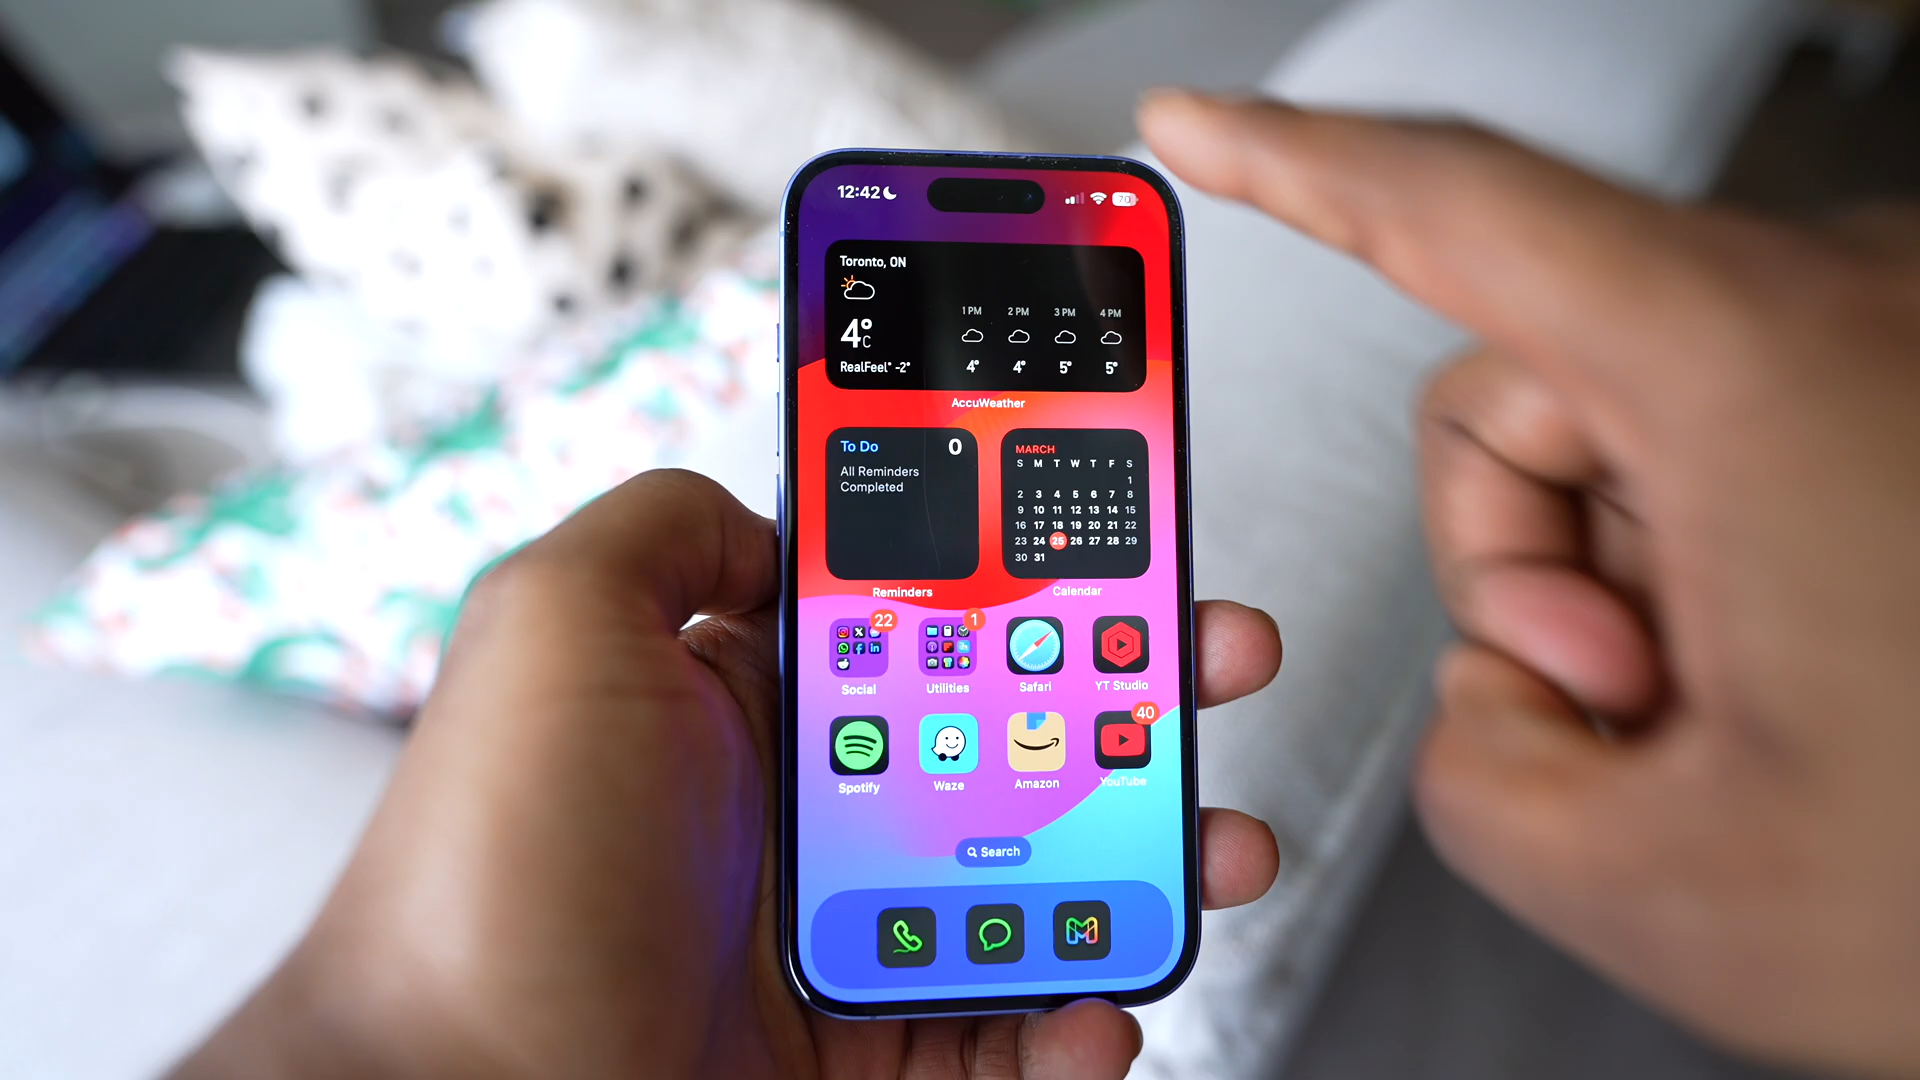 12:42
70
Toronto, ON
4°C
RealFeel® -2°
1 PM 2 PM 3 PM 4 PM
4° 4° 5° 5°
AccuWeather
To Do 0
All Reminders
Completed
Reminders
MARCH
S M T W T F S
1
2 3 4 5 6 7 8
9 10 11 12 13 14 15
16 17 18 19 20 21 22
23 24 25 26 27 28 29
30 31
Calendar
22 1
Social Utilities Safari YT Studio
40
Spotify Waze Amazon YouTube
Search